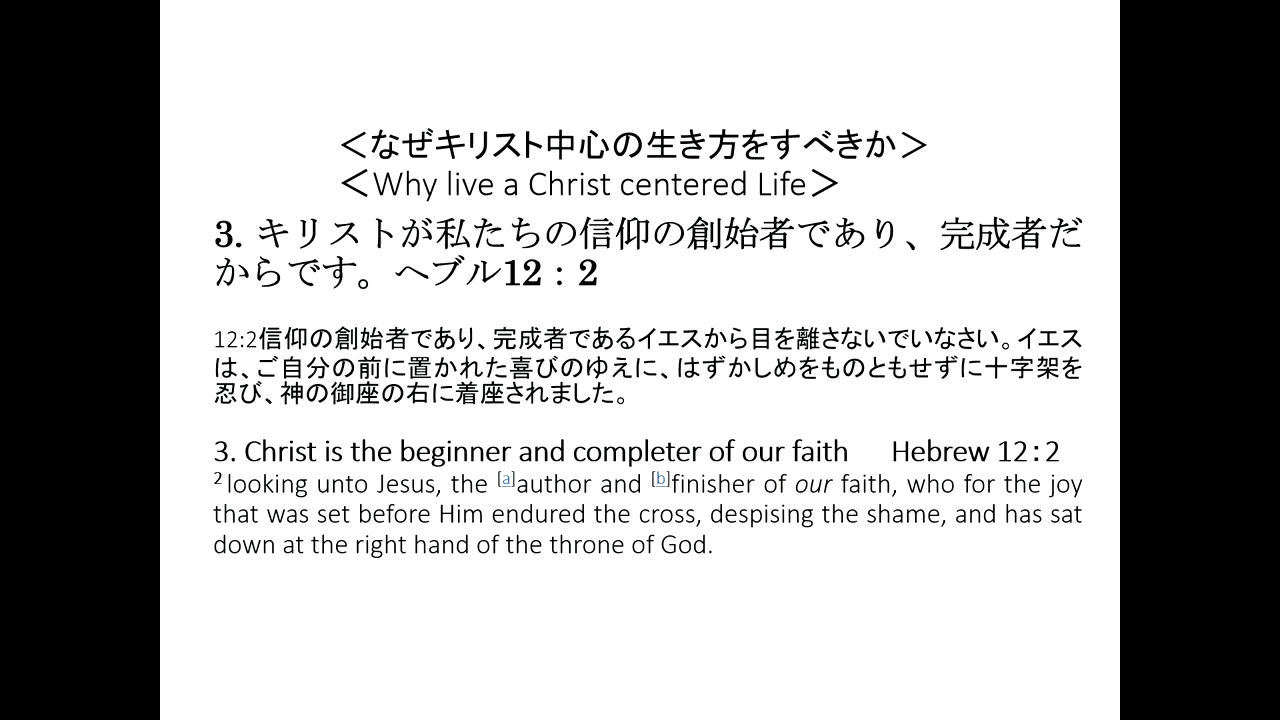 ＜なぜキリスト中心の生き方をすべきか＞
＜Why live a Christ centered Life＞
3. キリストが私たちの信仰の創始者であり、完成者だ
からです。ヘブル12：2
12:2信仰の創始者であり、完成者であるイエスから目を離さないでいなさい。イエス
は、ご自分の前に置かれた喜びのゆえに、はずかしめをものともせずに十字架を
忍び、神の御座の右に着座されました。
3. Christ is the beginner and completer of our faith　Hebrew 12：2
2 looking unto Jesus, the [a]author and [b]finisher of our faith, who for the joy
that was set before Him endured the cross, despising the shame, and has sat
down at the right hand of the throne of God.